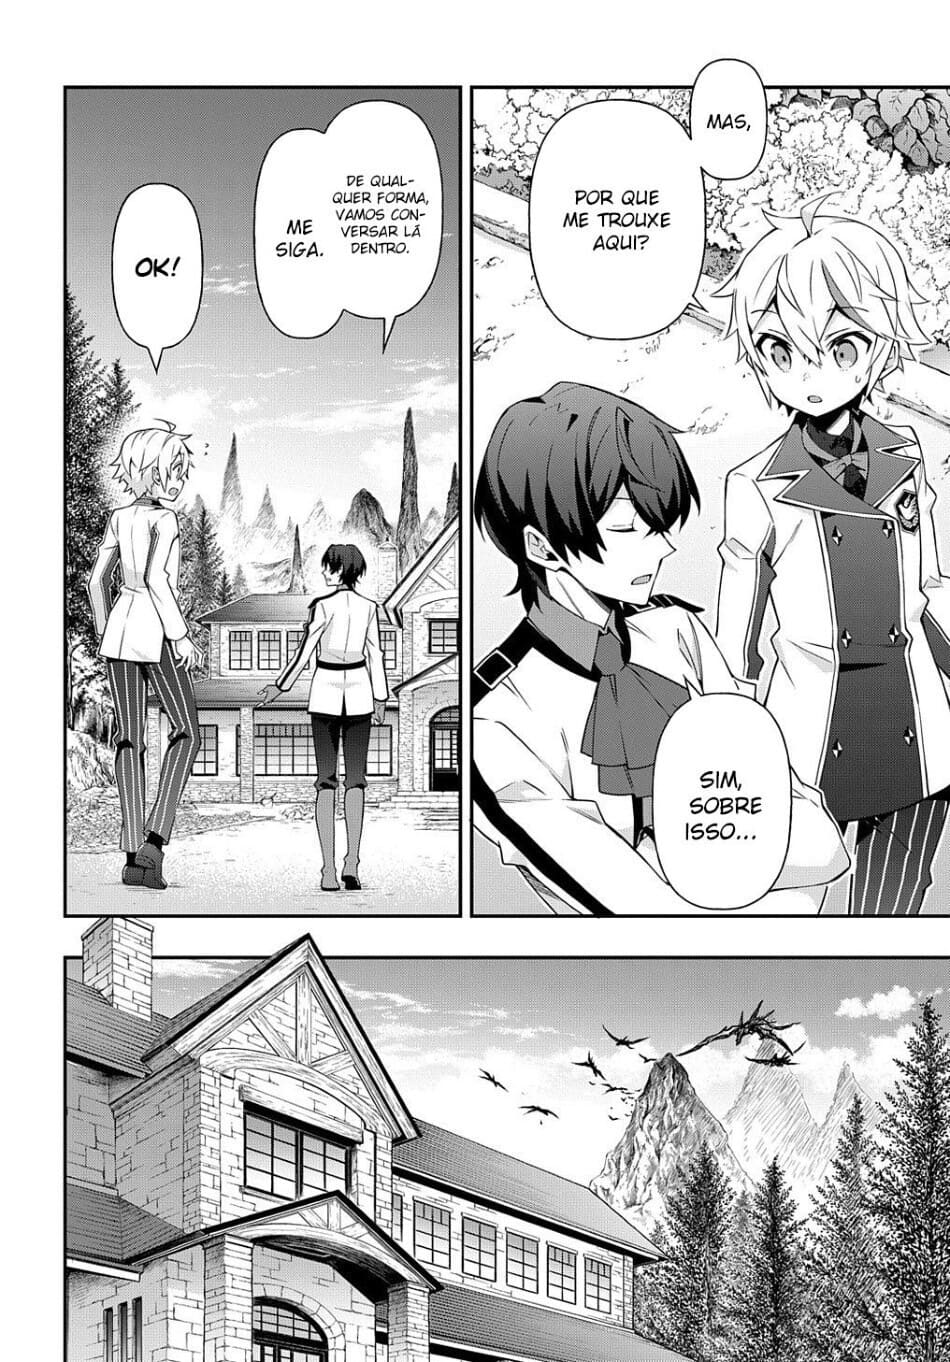 MAS,
POR QUE
ME TROUXE
AQUI?
SIM,
SOBRE
ISSO...
DE QUAL-
QUER FORMA,
VAMOS CON-
VERSAR LÃ
DENTRO.
ME
SIGA.
OK!